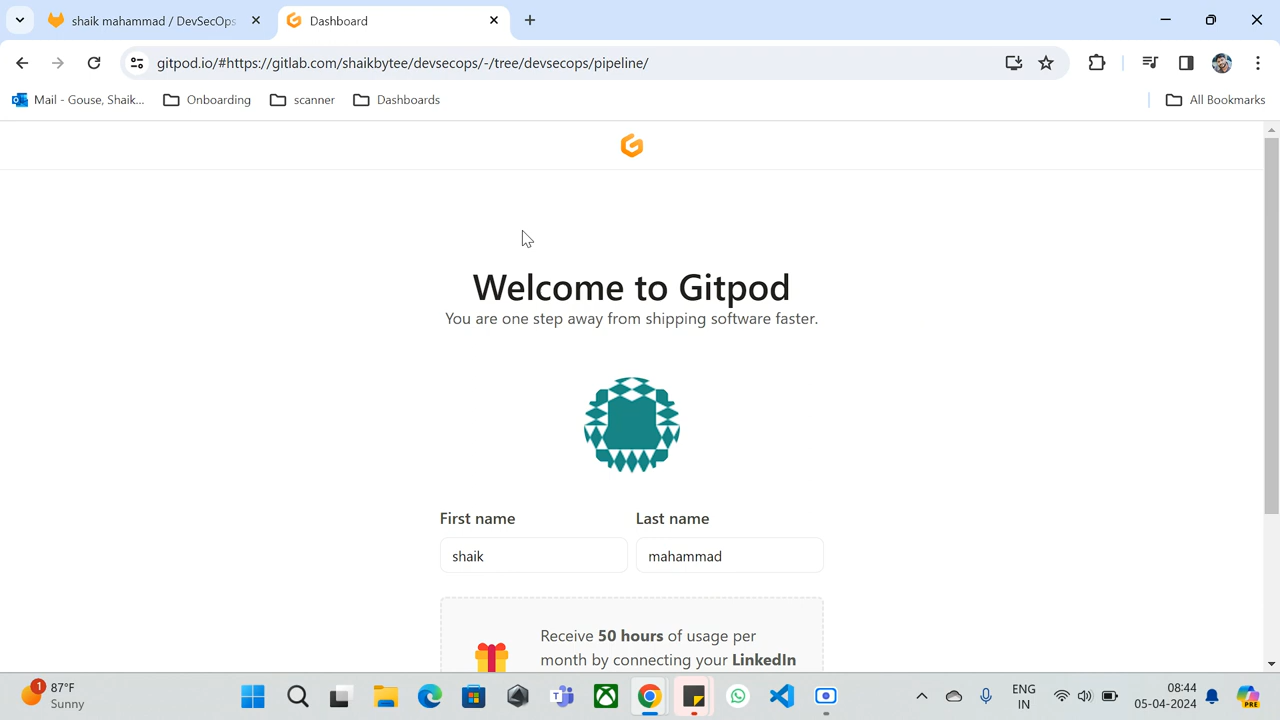 shaik mahammad / DevSecOps
Dashboard
gitpod.io/#https://gitlab.com/shaikbytee/devsecops/-/tree/devsecops/pipeline/
Mail - Gouse, Shaik...
Onboarding
scanner
Dashboards
All Bookmarks
Welcome to Gitpod
You are one step away from shipping software faster.
First name
Last name
shaik
mahammad
Receive 50 hours of usage per
month by connecting your LinkedIn
1
87°F
Sunny
ENG
IN
08:44
05-04-2024
PRE